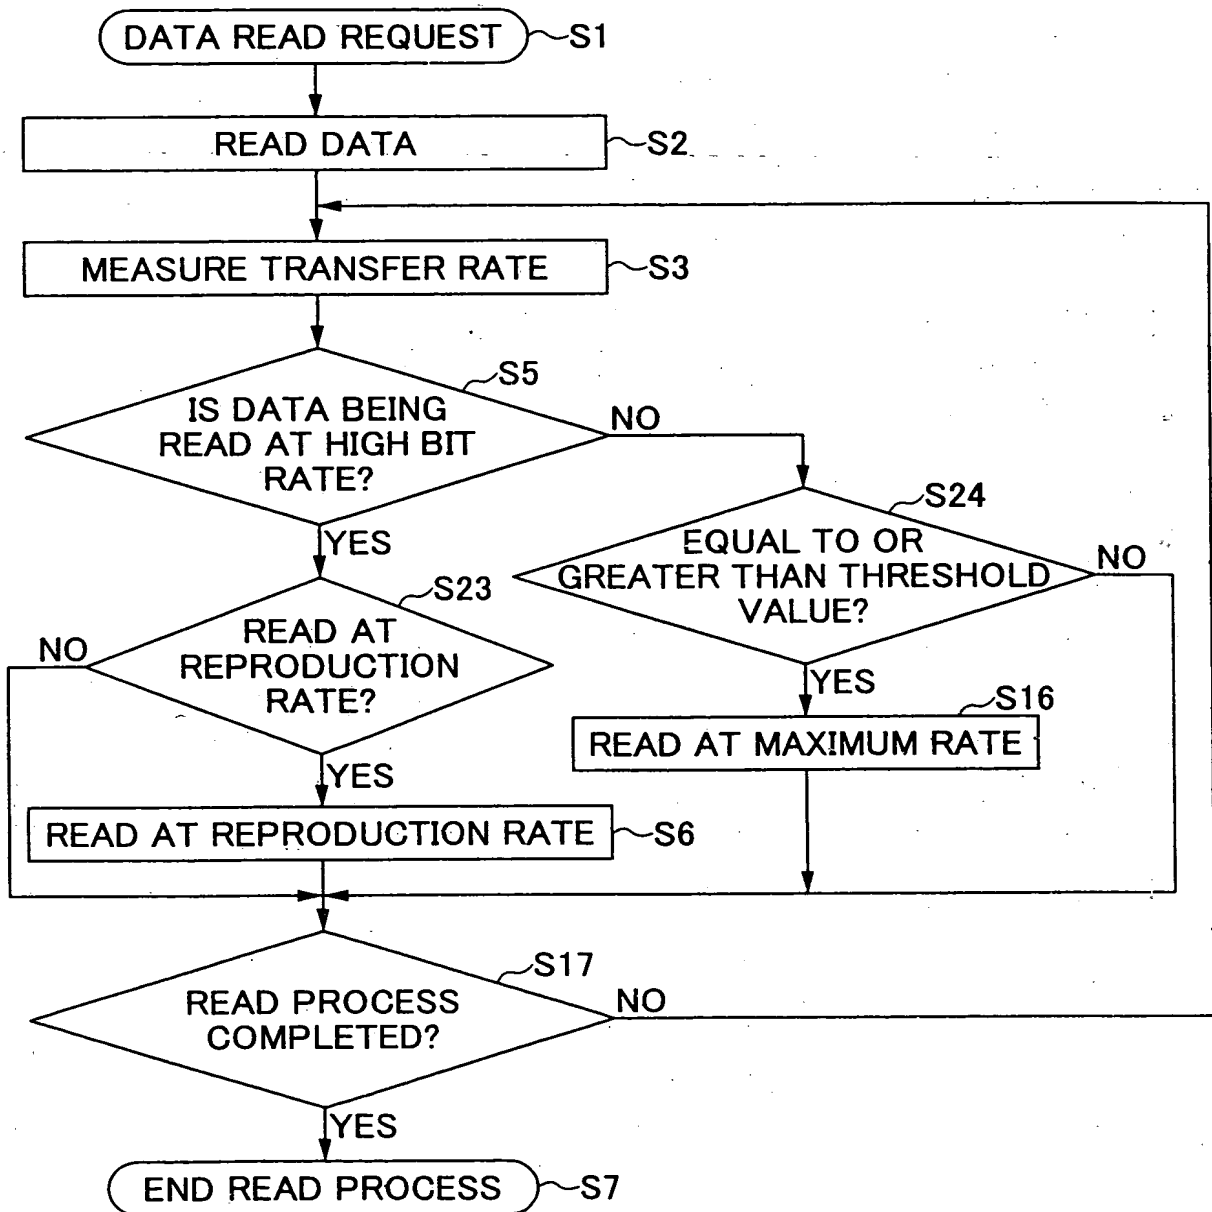 DATA READ REQUEST S1
READ DATA S2
MEASURE TRANSFER RATE S3
S5
IS DATA BEING
READ AT HIGH BIT
RATE?
NO
YES
S24
EQUAL TO OR
GREATER THAN THRESHOLD
VALUE?
NO
YES
S23
READ AT
REPRODUCTION
RATE?
NO
YES
S16
READ AT MAXIMUM RATE
READ AT REPRODUCTION RATE S6
S17
READ PROCESS
COMPLETED?
NO
YES
END READ PROCESS S7